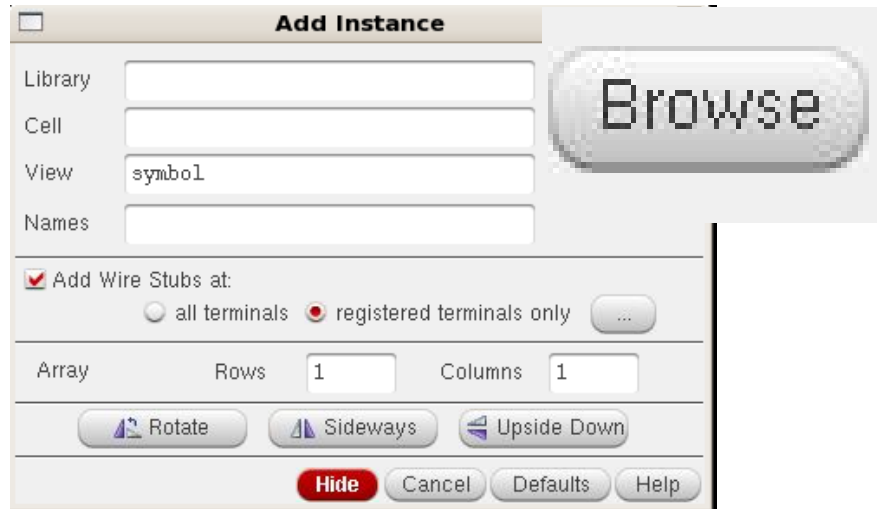 Add Instance
Library
Browse
Cell
View symbol
Names
Add Wire Stubs at:
all terminals registered terminals only ...
Array Rows 1 Columns 1
Rotate Sideways Upside Down
Hide Cancel Defaults Help